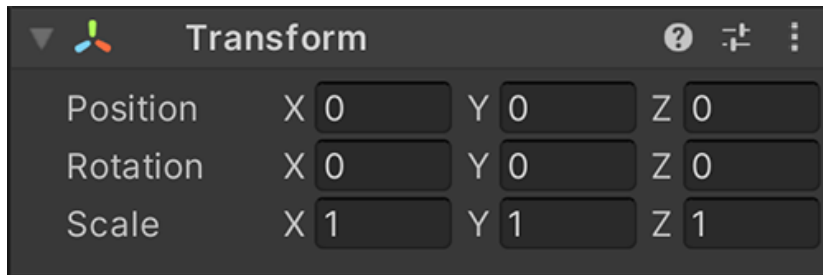 Transform
Position X 0 Y 0 Z 0
Rotation X 0 Y 0 Z 0
Scale X 1 Y 1 Z 1